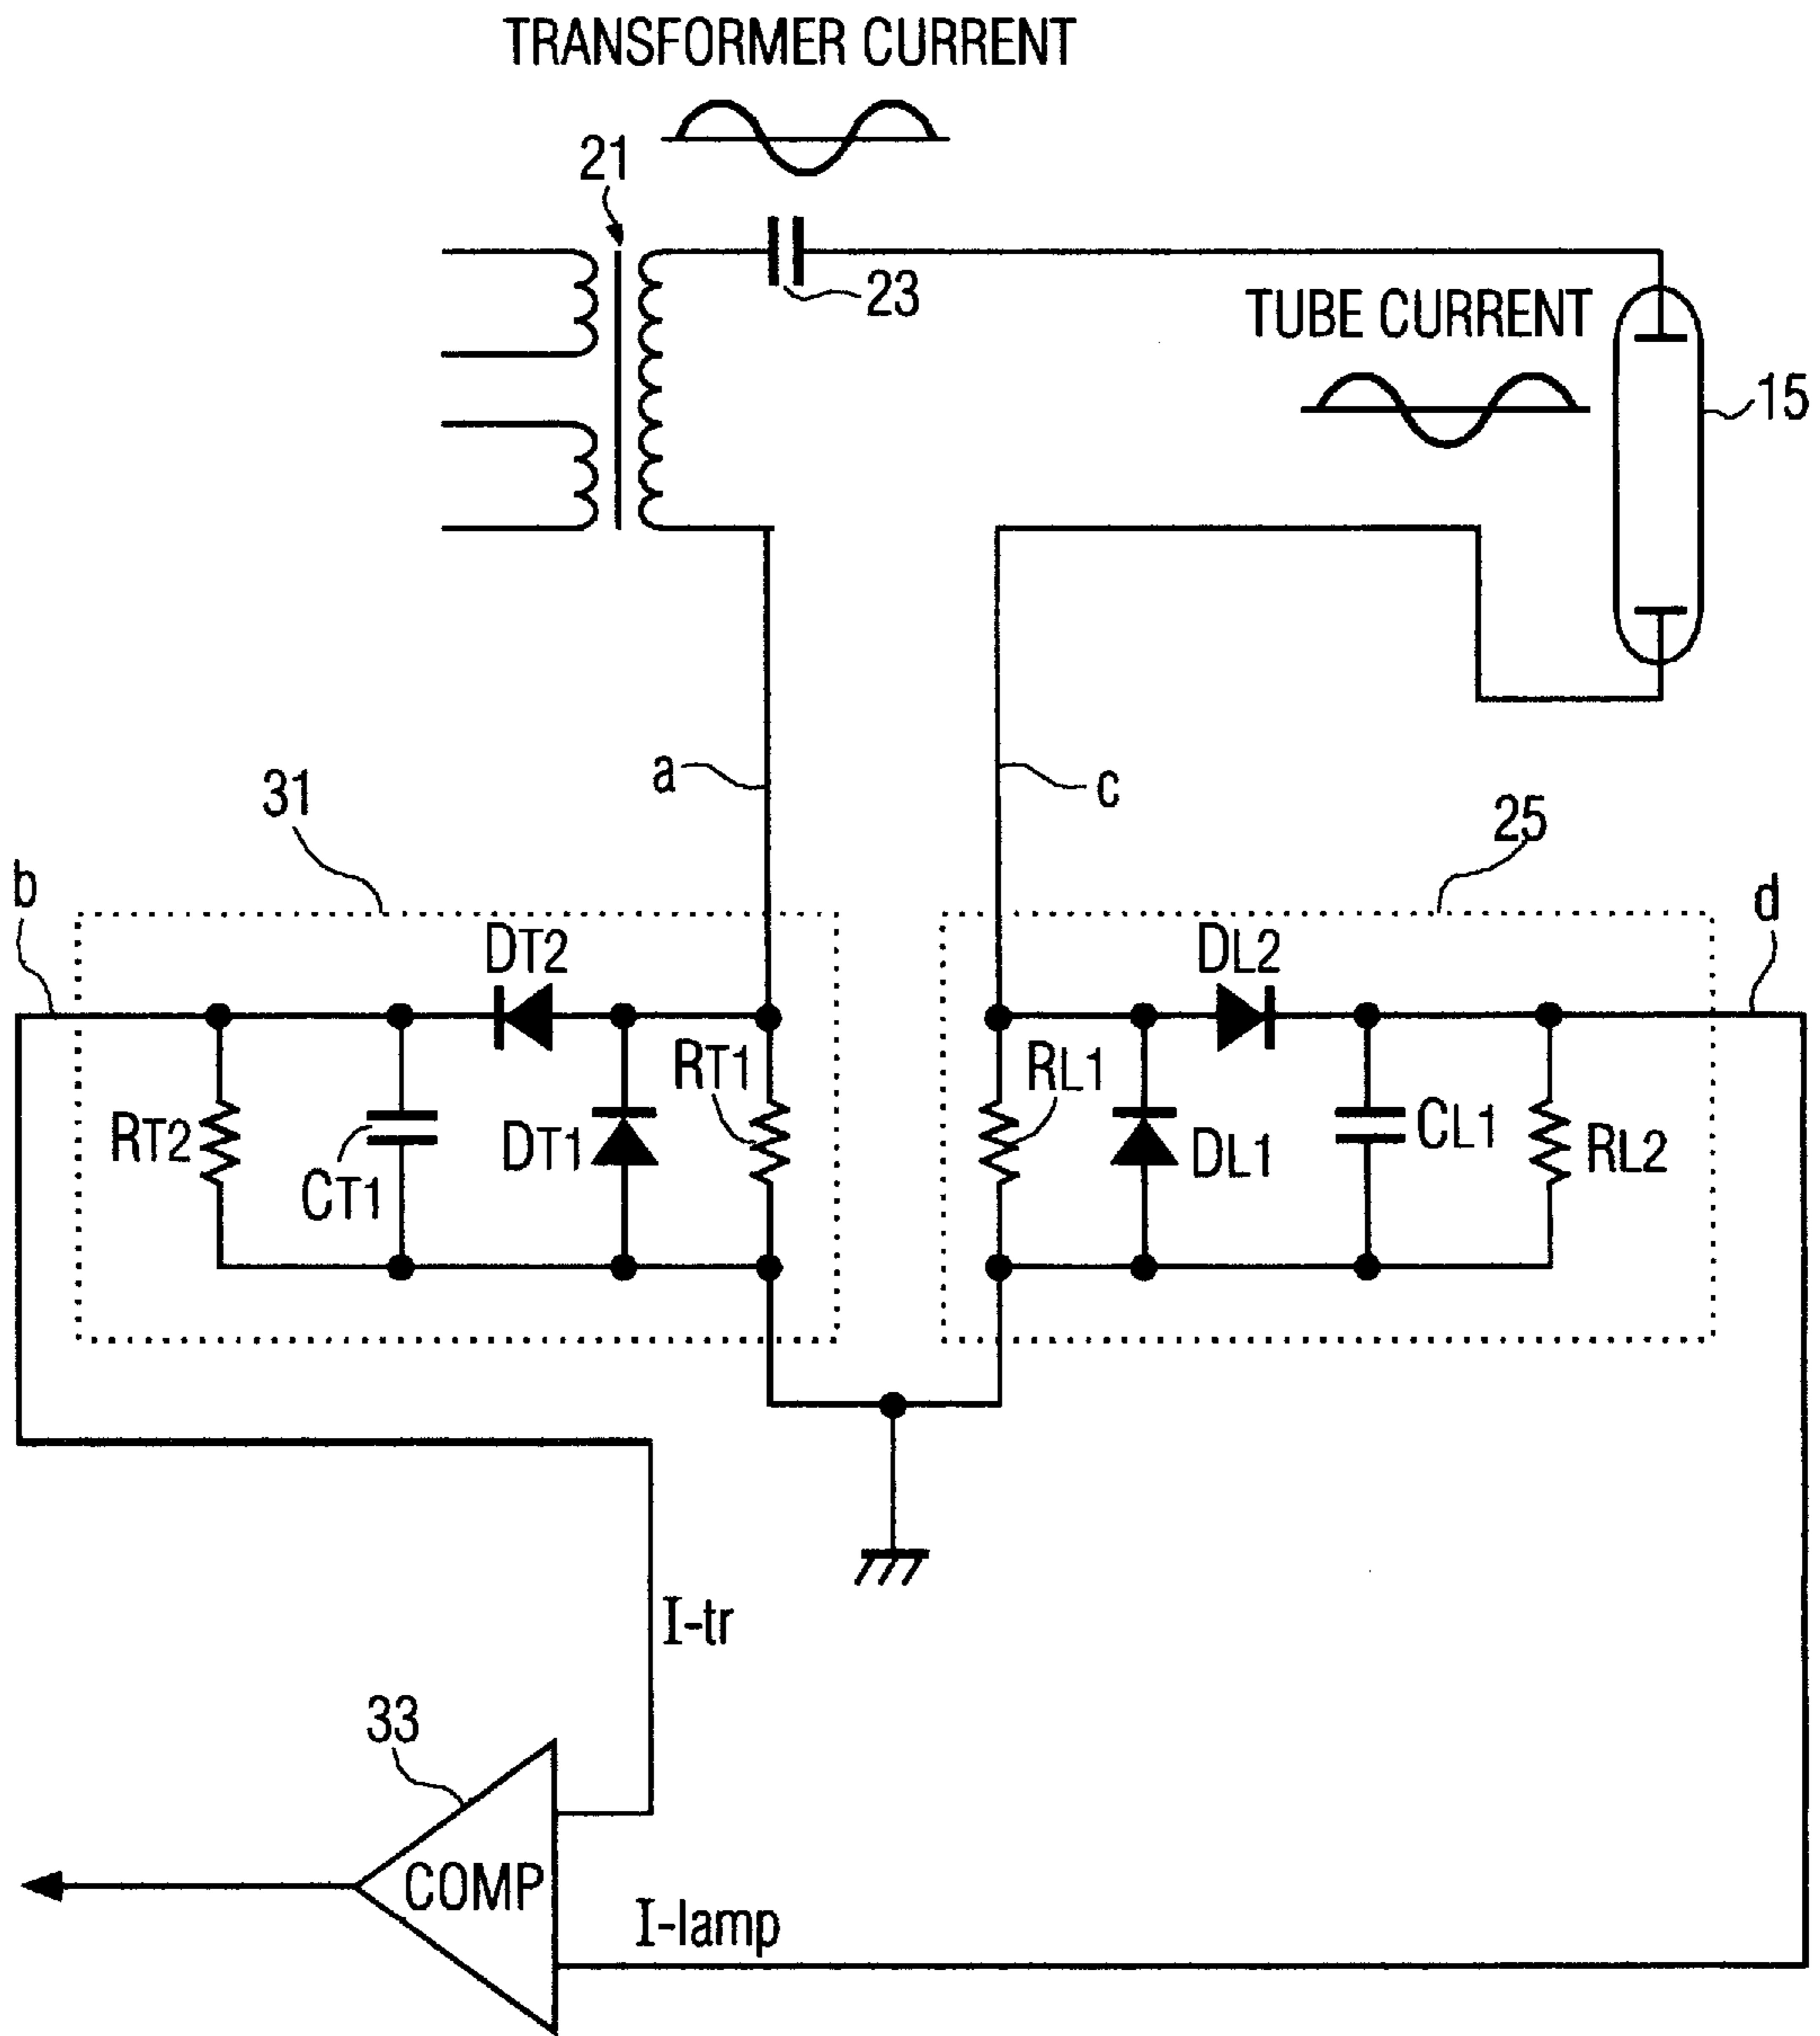 TRANSFORMER CURRENT
21
23
TUBE CURRENT
15
a
c
31
25
b
d
DT2
DL2
RT1
RL1
RT2
CT1
DT1
DL1
CL1
RL2
I-tr
33
COMP
I-lamp